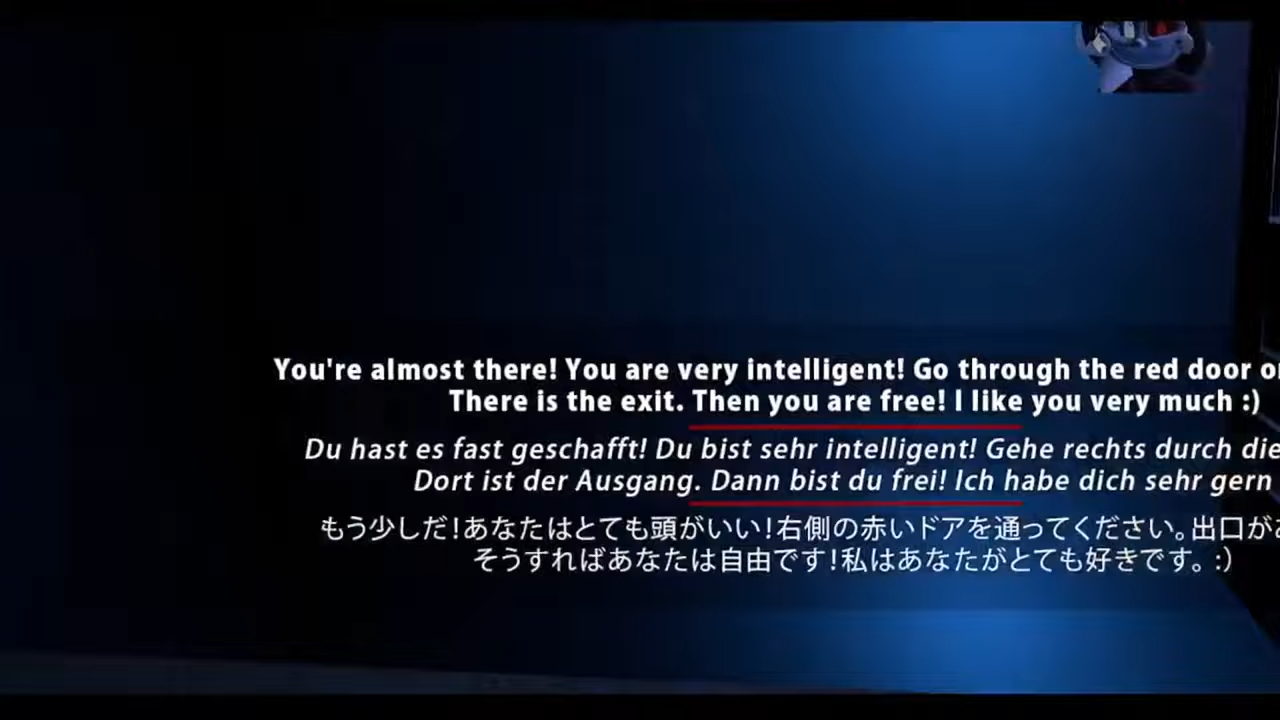 You're almost there! You are very intelligent! Go through the red door
There is the exit. Then you are free! I like you very much :)
Du hast es fast geschafft! Du bist sehr intelligent! Gehe rechts durch die
Dort ist der Ausgang. Dann bist du frei! Ich habe dich sehr gern
もう少しだ！あなたはとても頭がいい！右側の赤いドアを通ってください。出口が
そうすればあなたは自由です！私はあなたがとても好きです。:)